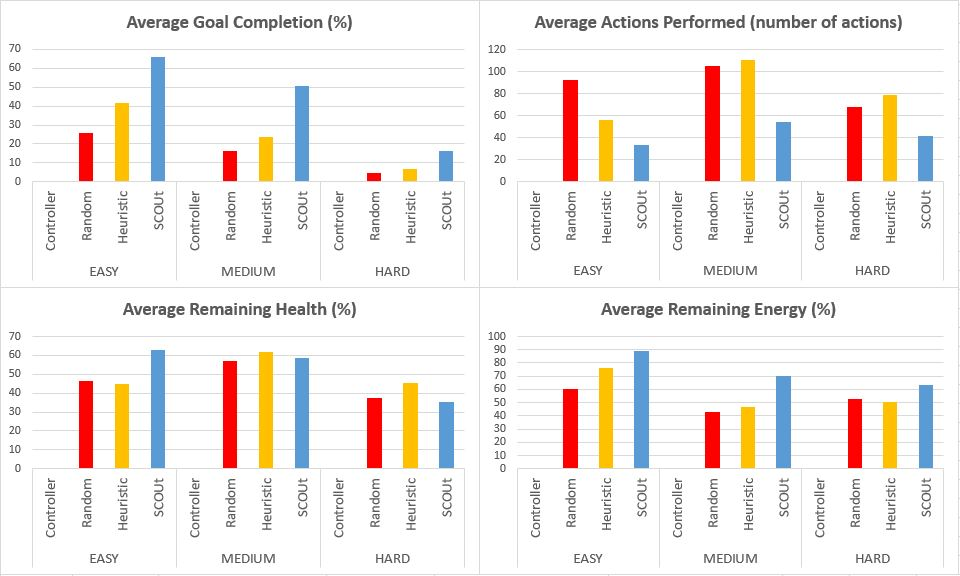 Average Goal Completion (%)
70
60
50
40
30
20
10
0
Controller
Random
Heuristic
SCOUt
Controller
Random
Heuristic
SCOUt
Controller
Random
Heuristic
SCOUt
EASY
MEDIUM
HARD
Average Actions Performed (number of actions)
120
100
80
60
40
20
0
Controller
Random
Heuristic
SCOUt
Controller
Random
Heuristic
SCOUt
Controller
Random
Heuristic
SCOUt
EASY
MEDIUM
HARD
Average Remaining Health (%)
70
60
50
40
30
20
10
0
Controller
Random
Heuristic
SCOUt
Controller
Random
Heuristic
SCOUt
Controller
Random
Heuristic
SCOUt
EASY
MEDIUM
HARD
Average Remaining Energy (%)
100
90
80
70
60
50
40
30
20
10
0
Controller
Random
Heuristic
SCOUt
Controller
Random
Heuristic
SCOUt
Controller
Random
Heuristic
SCOUt
EASY
MEDIUM
HARD